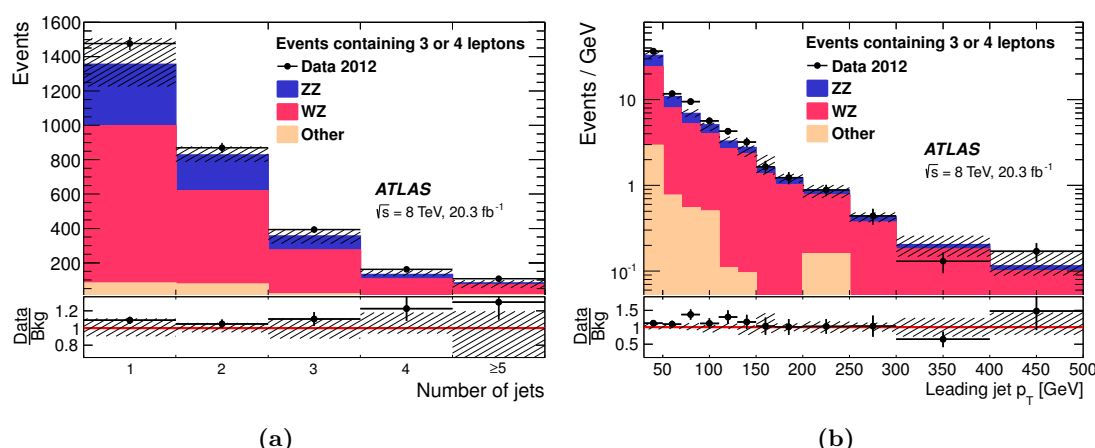 Events
1600
1400
1200
1000
800
600
400
200
Events containing 3 or 4 leptons
Data 2012
ZZ
WZ
Other
ATLAS
√s = 8 TeV, 20.3 fb⁻¹
Data
Bkg
1.2
1
0.8
1 2 3 4 ≥5
Number of jets
(a)
Events / GeV
10
1
10⁻¹
Events containing 3 or 4 leptons
Data 2012
ZZ
WZ
Other
ATLAS
√s = 8 TeV, 20.3 fb⁻¹
Data
Bkg
1.5
1
0.5
50 100 150 200 250 300 350 400 450 500
Leading jet p_T [GeV]
(b)